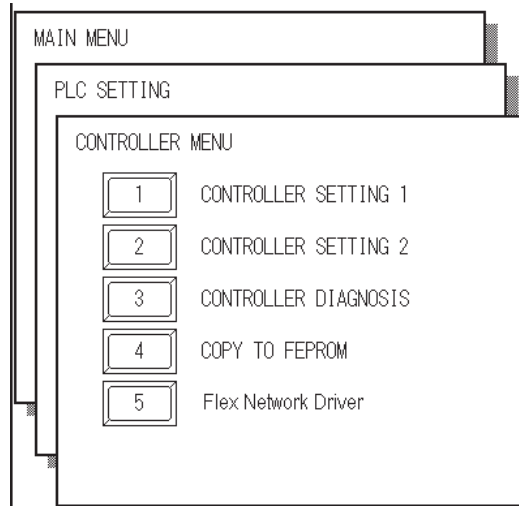 MAIN MENU
PLC SETTING
CONTROLLER MENU
1 CONTROLLER SETTING 1
2 CONTROLLER SETTING 2
3 CONTROLLER DIAGNOSIS
4 COPY TO FEPROM
5 Flex Network Driver